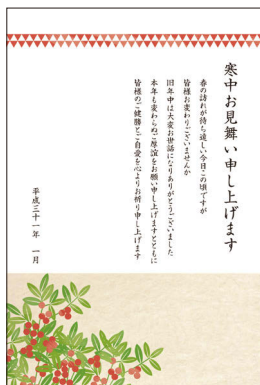 寒中お見舞い申し上げます
春の訪れが待ち遠しい今日この頃ですが
皆様お変わりございませんか
旧年中は大変お世話になりありがとうございました
本年も変わらぬご厚誼をお願い申し上げますとともに
皆様のご健勝とご自愛を心よりお祈り申し上げます
平成三十一年　一月